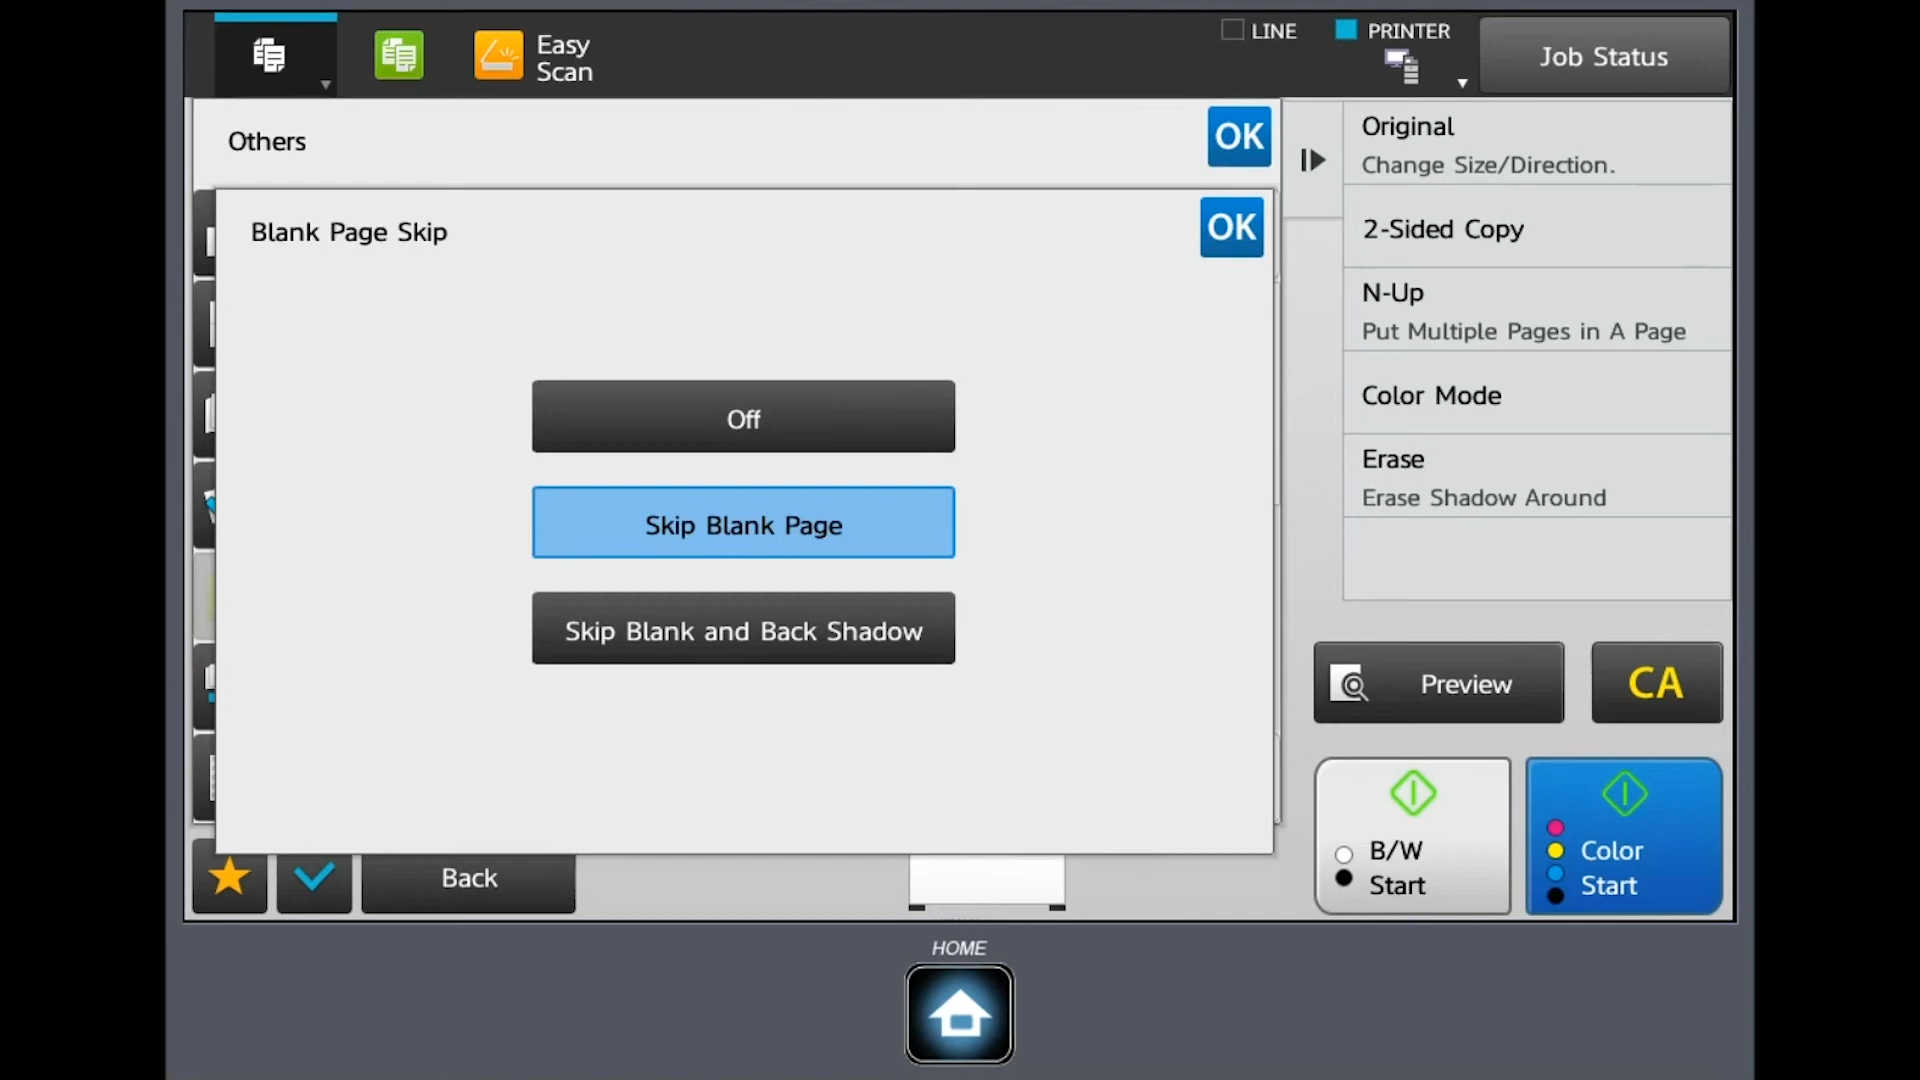 Easy
Scan
LINE
PRINTER
Job Status
Others
OK
Blank Page Skip
OK
Off
Skip Blank Page
Skip Blank and Back Shadow
Original
Change Size/Direction.
2-Sided Copy
N-Up
Put Multiple Pages in A Page
Color Mode
Erase
Erase Shadow Around
Preview
CA
B/W
Start
Color
Start
Back
HOME